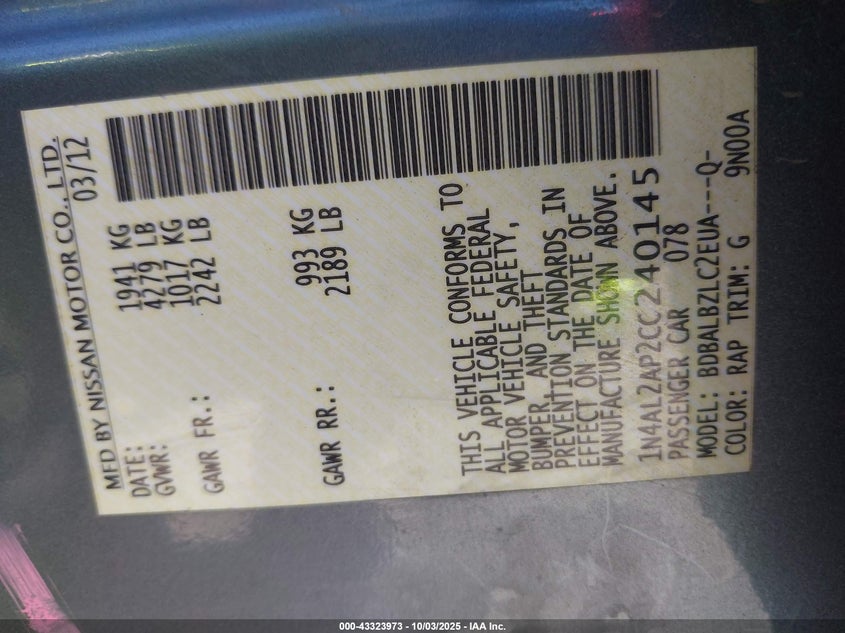 MFD BY NISSAN MOTOR CO., LTD.
DATE: 03/12
GVWR: 1941 KG
4279 LB
GAWR FR.: 1017 KG
2242 LB
GAWR RR.: 993 KG
2189 LB
THIS VEHICLE CONFORMS TO
ALL APPLICABLE FEDERAL
MOTOR VEHICLE SAFETY,
BUMPER, AND THEFT
PREVENTION STANDARDS IN
EFFECT ON THE DATE OF
MANUFACTURE SHOWN ABOVE.
1N4AL2AP2CC240145
PASSENGER CAR 078
MODEL: BDBALBZLC2EUA---Q-
COLOR: RAP TRIM: G 9N00A
000-43323973 - 10/03/2025 - IAA Inc.